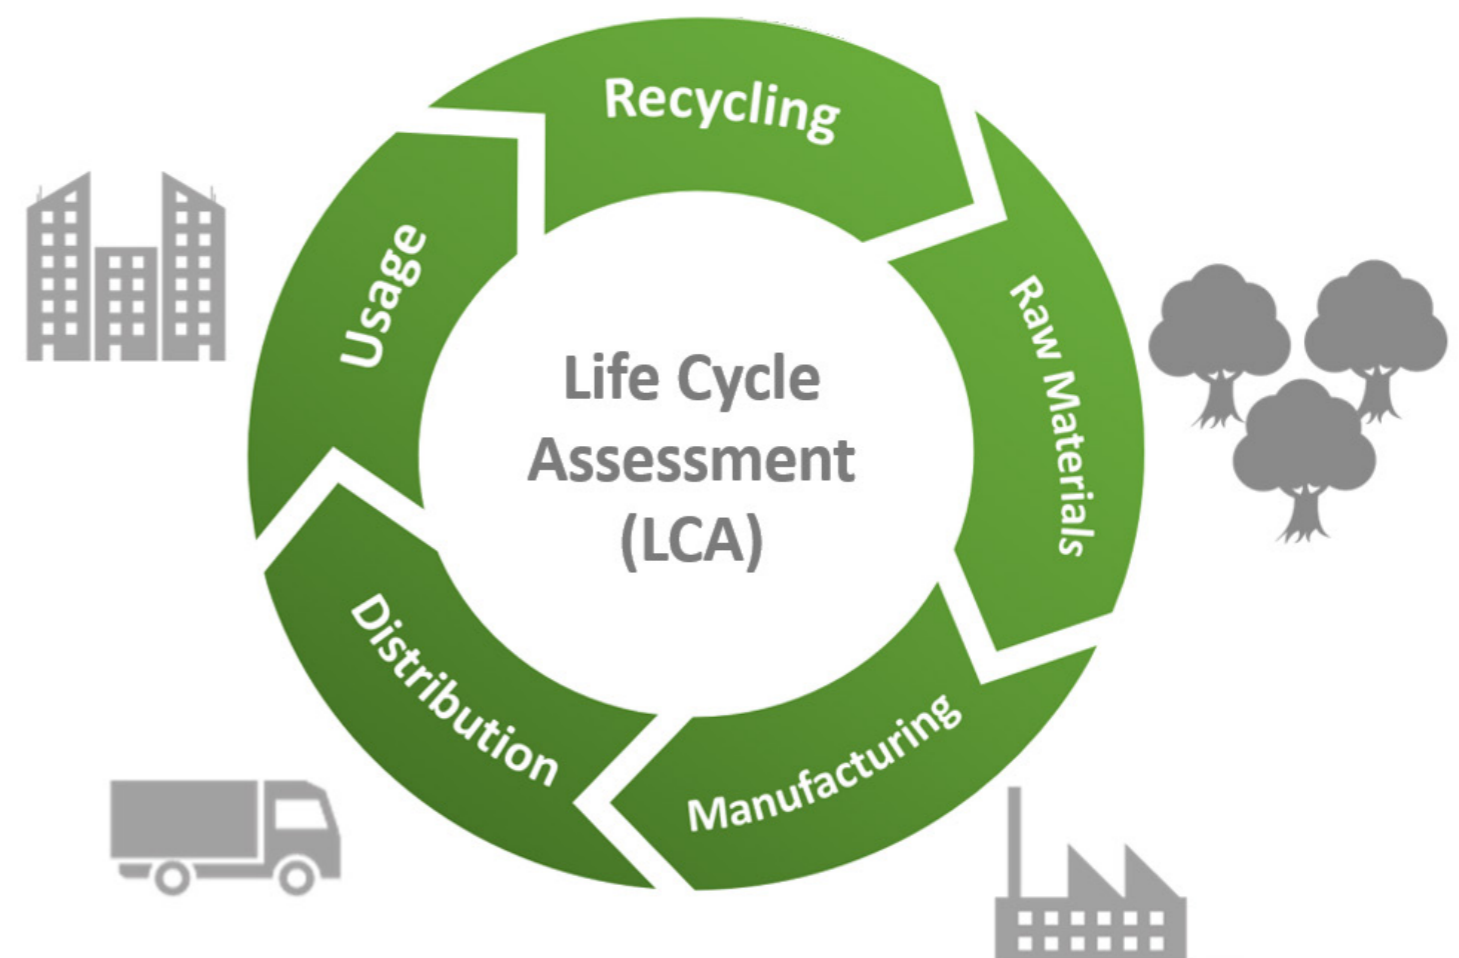 Recycling
Raw Materials
Manufacturing
Distribution
Usage
Life Cycle
Assessment
(LCA)